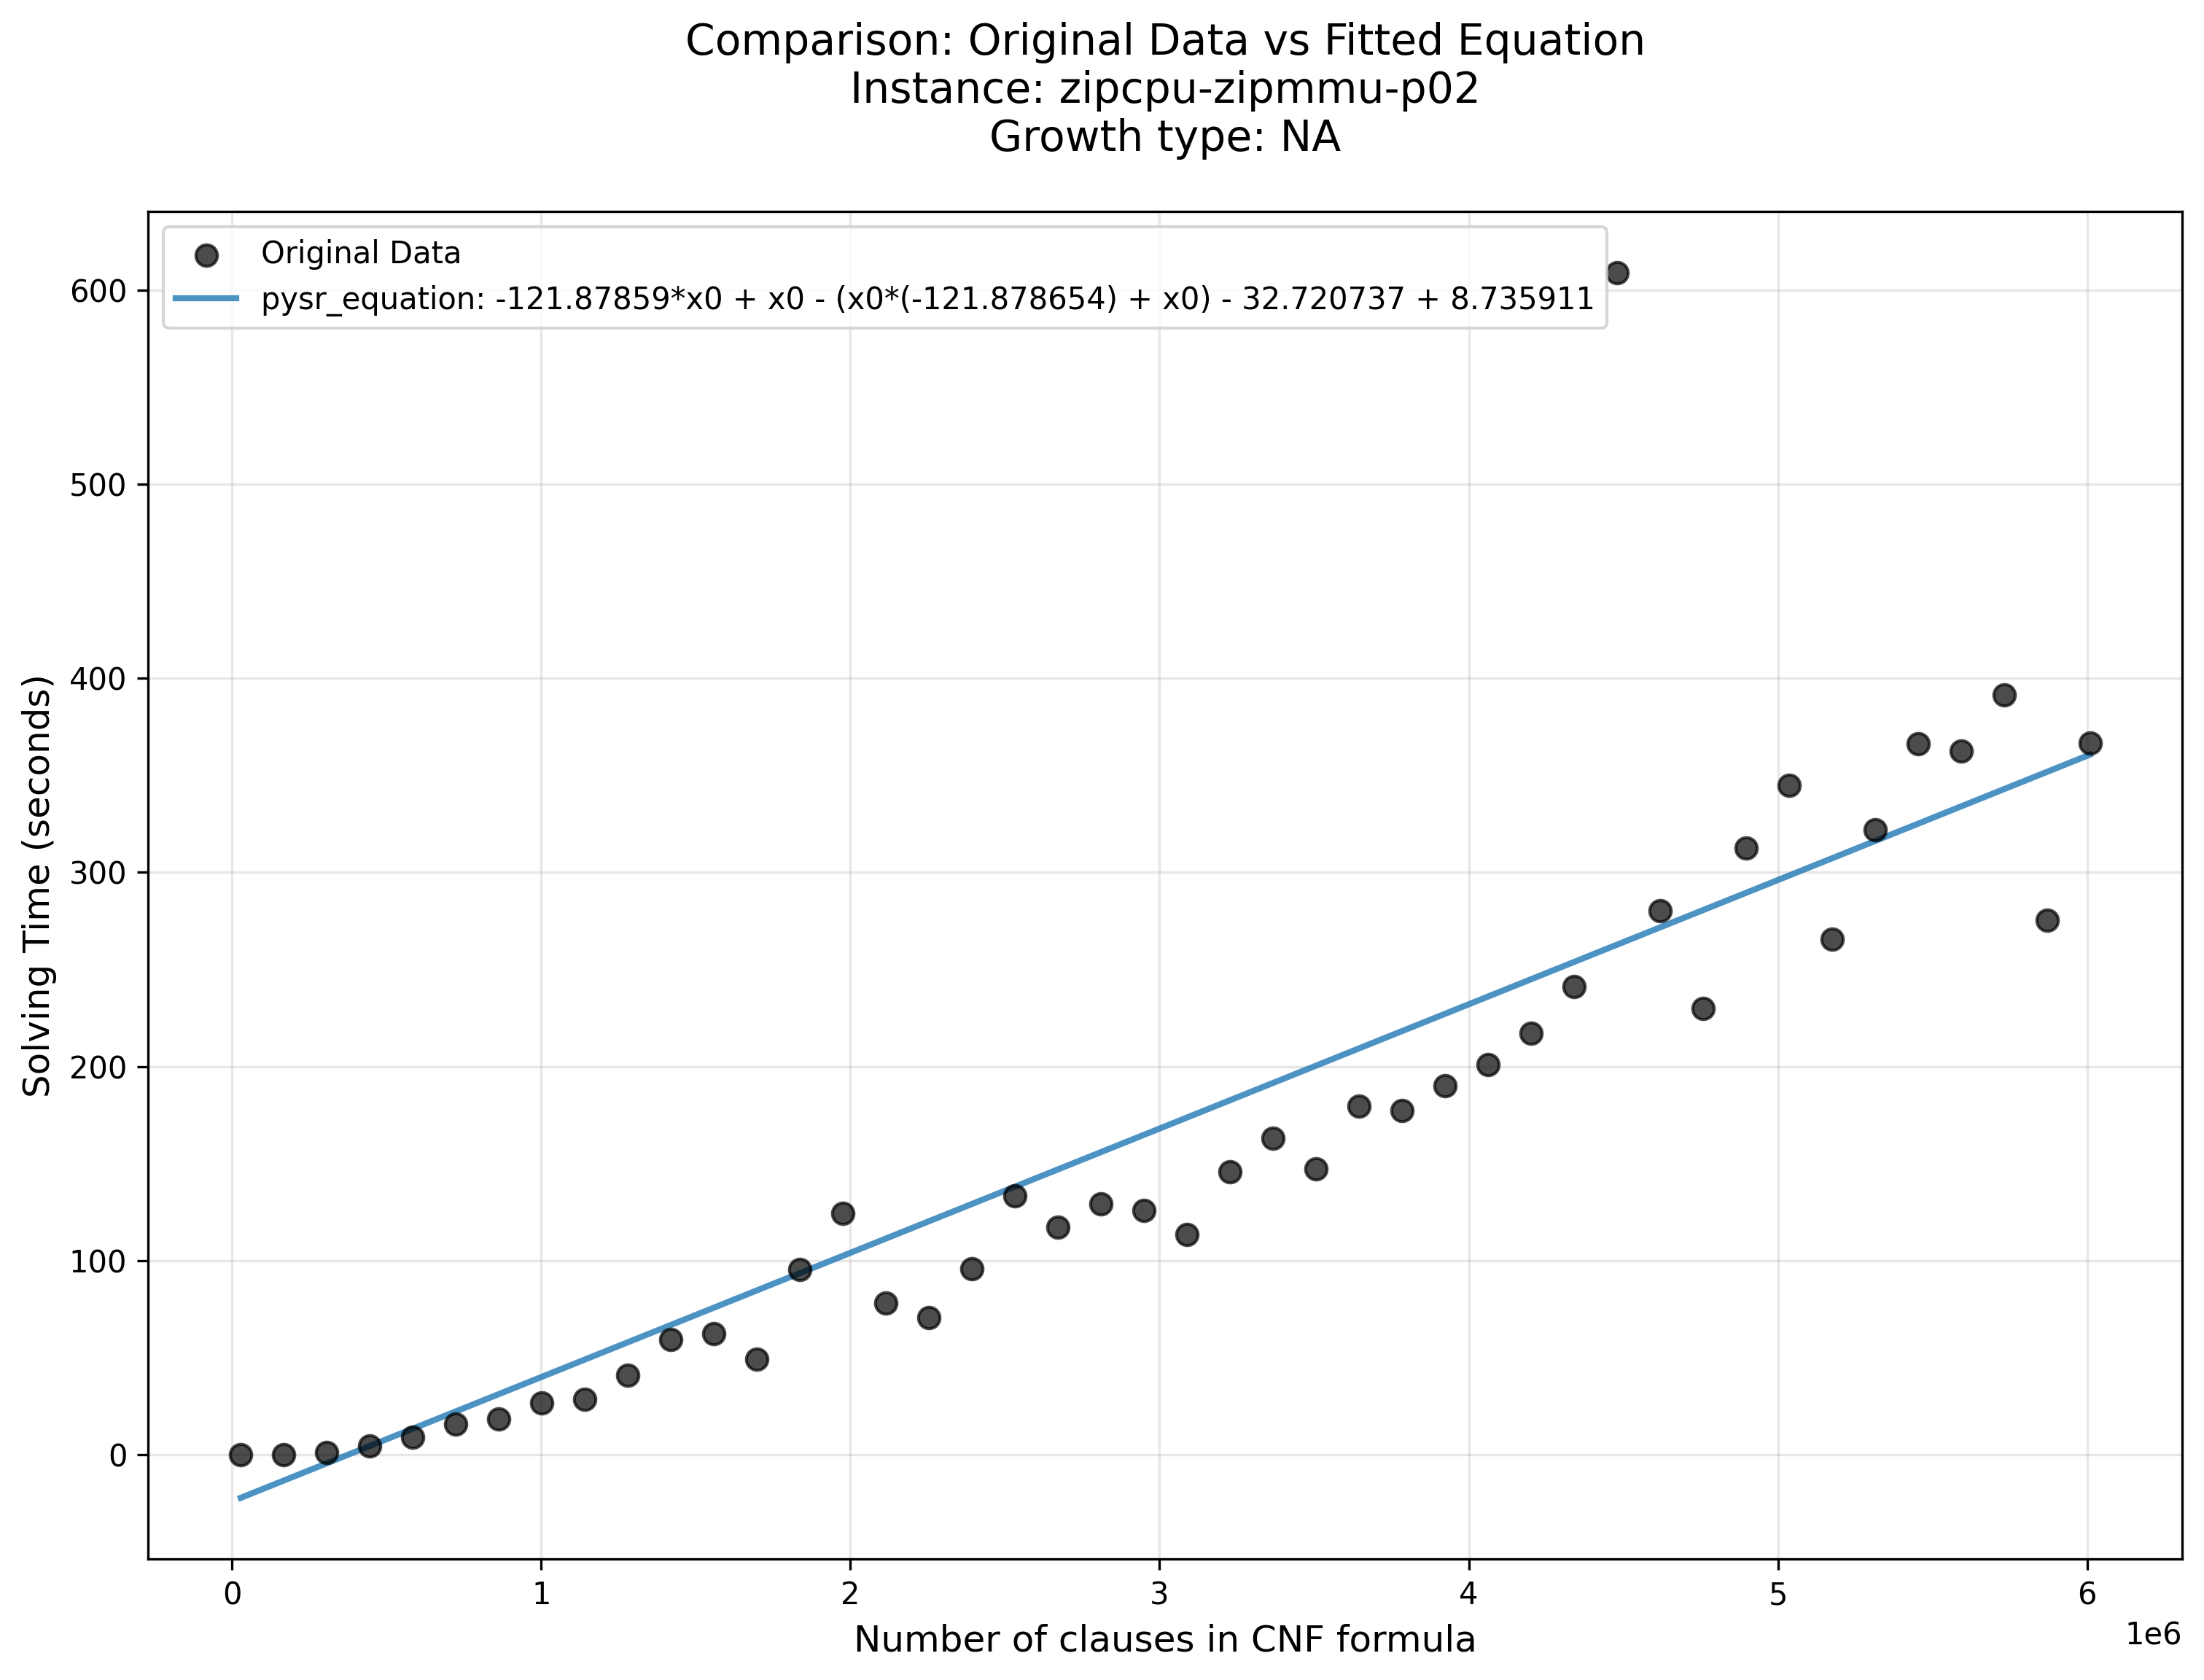 Comparison: Original Data vs Fitted Equation
Instance: zipcpu-zipmmu-p02
Growth type: NA
Original Data
pysr_equation: -121.87859*x0 + x0 - (x0*(-121.878654) + x0) - 32.720737 + 8.735911
600
500
400
300
200
100
0
Solving Time (seconds)
0 1 2 3 4 5 6
1e6
Number of clauses in CNF formula